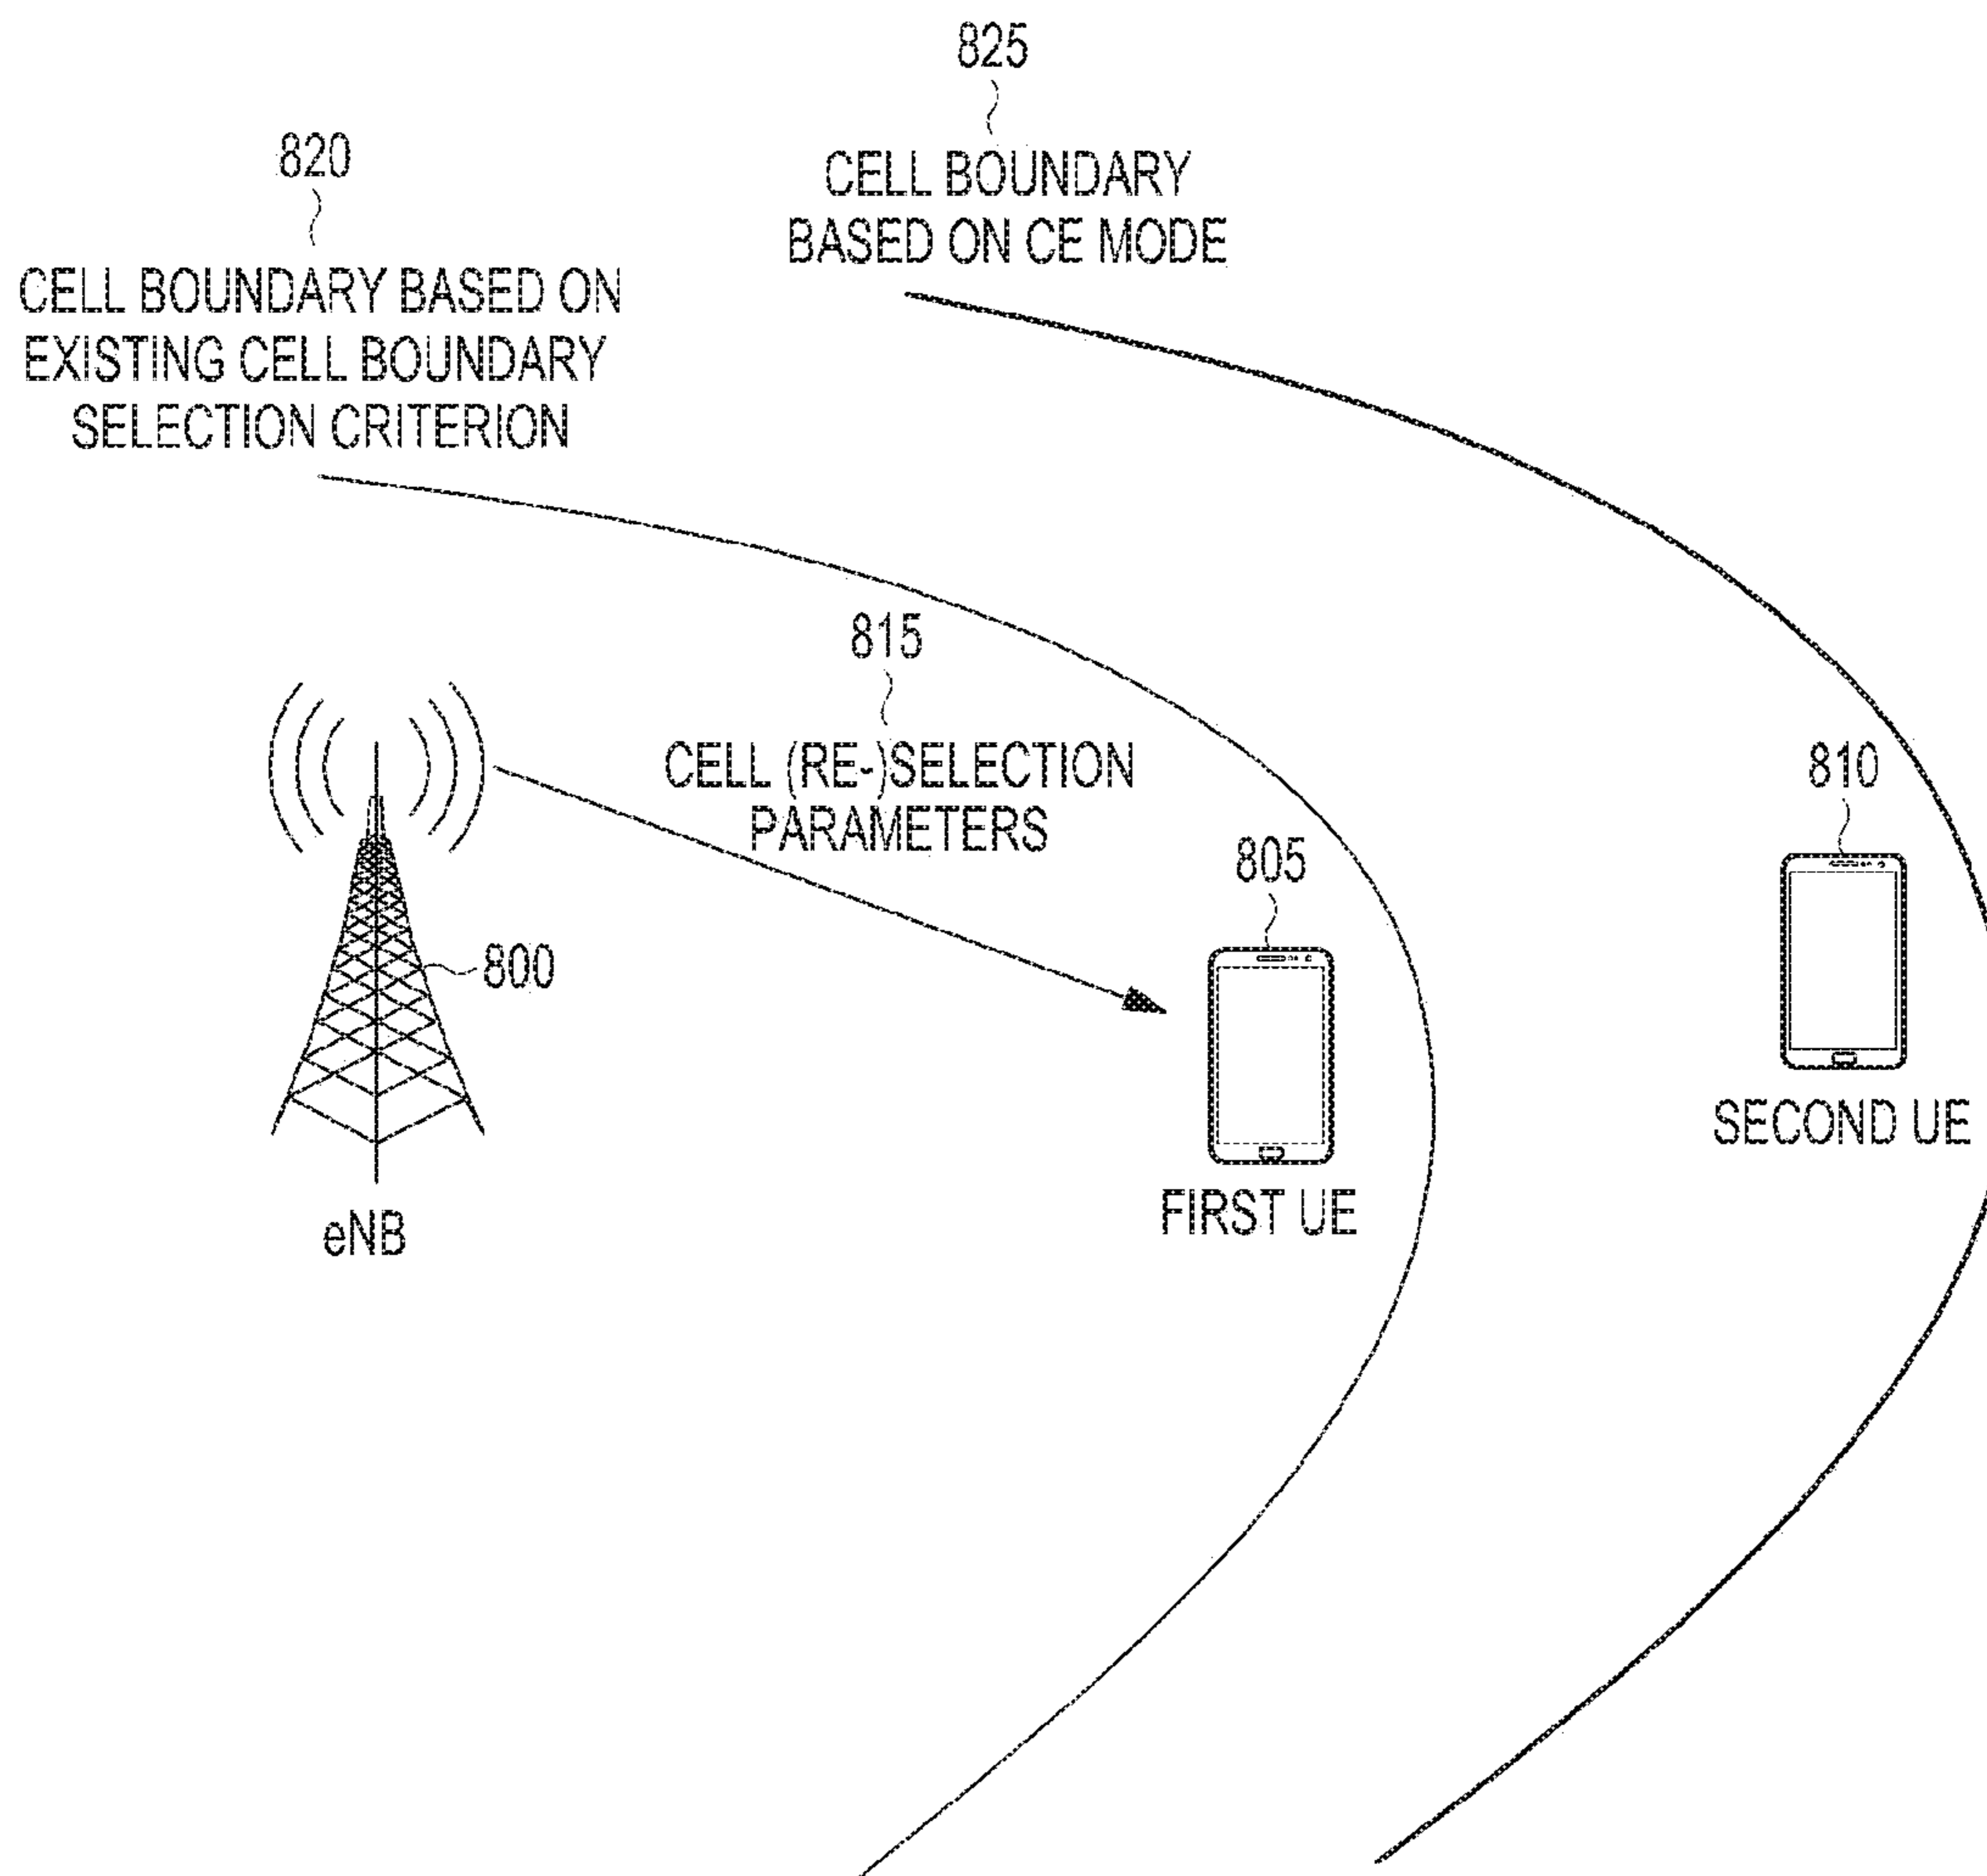 825
CELL BOUNDARY
BASED ON CE MODE
820
CELL BOUNDARY BASED ON
EXISTING CELL BOUNDARY
SELECTION CRITERION
815
CELL (RE-)SELECTION
PARAMETERS
810
805
800
SECOND UE
FIRST UE
eNB